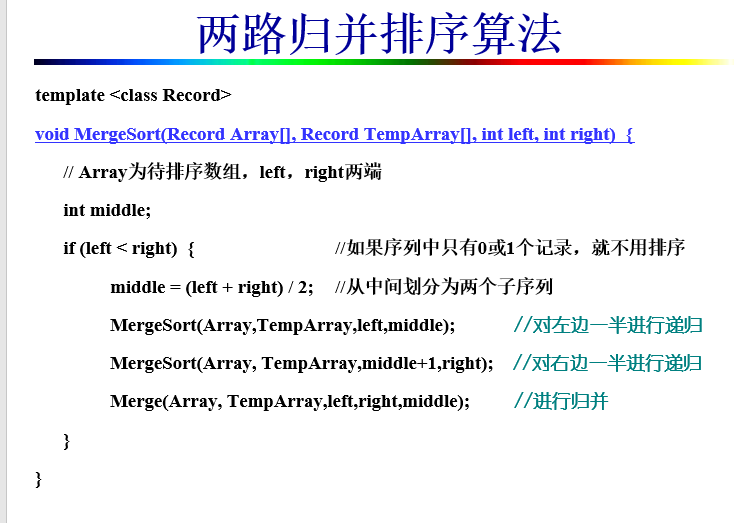 两路归并排序算法
template <class Record>
void MergeSort(Record Array[], Record TempArray[], int left, int right) {
// Array为待排序数组，left，right两端
int middle;
if (left < right) { //如果序列中只有0或1个记录，就不用排序
middle = (left + right) / 2; //从中间划分为两个子序列
MergeSort(Array,TempArray,left,middle); //对左边一半进行递归
MergeSort(Array, TempArray,middle+1,right); //对右边一半进行递归
Merge(Array, TempArray,left,right,middle); //进行归并
}
}